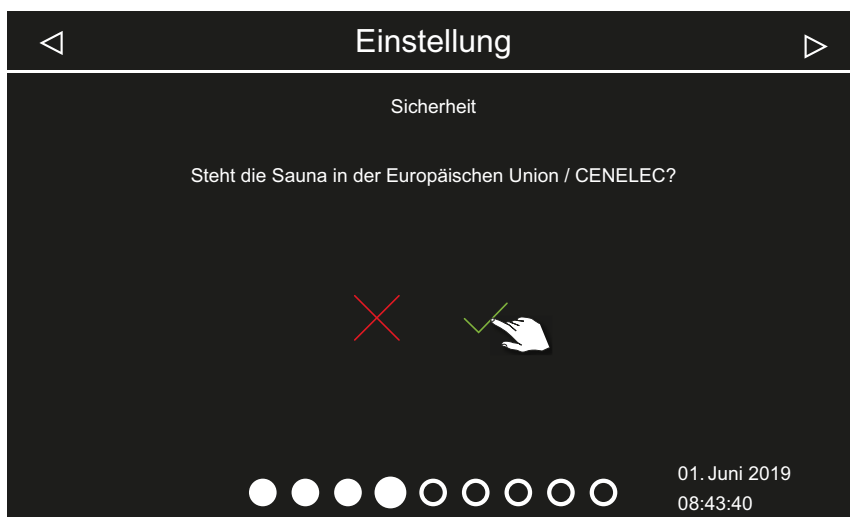 Einstellung
Sicherheit
Steht die Sauna in der Europäischen Union / CENELEC?
01. Juni 2019
08:43:40